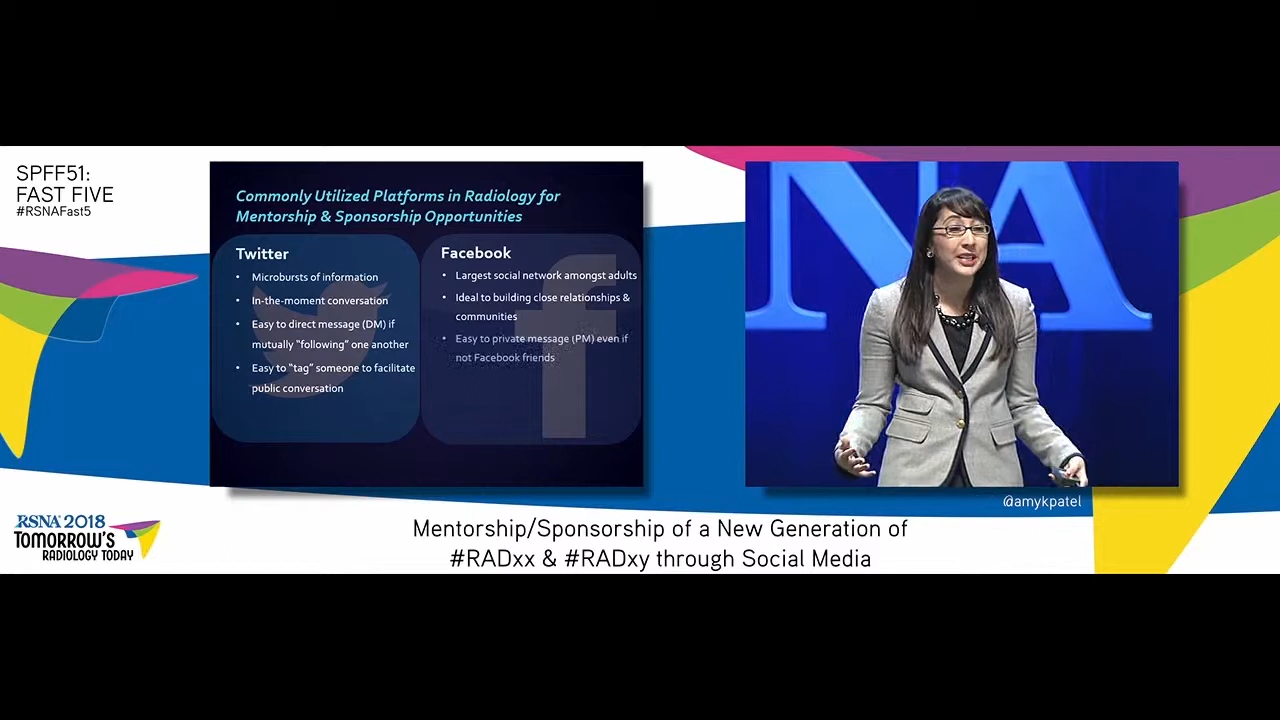 SPFF51:
FAST FIVE
#RSNAFast5
Commonly Utilized Platforms in Radiology for
Mentorship & Sponsorship Opportunities
Twitter
• Microbursts of information
• In-the-moment conversation
• Easy to direct message (DM) if
mutually “following” one another
• Easy to “tag” someone to facilitate
public conversation
Facebook
• Largest social network amongst adults
• Ideal to building close relationships &
communities
• Easy to private message (PM) even if
not Facebook friends
NA
@amykpatel
RSNA® 2018
TOMORROW'S
RADIOLOGY TODAY
Mentorship/Sponsorship of a New Generation of
#RADxx & #RADxy through Social Media